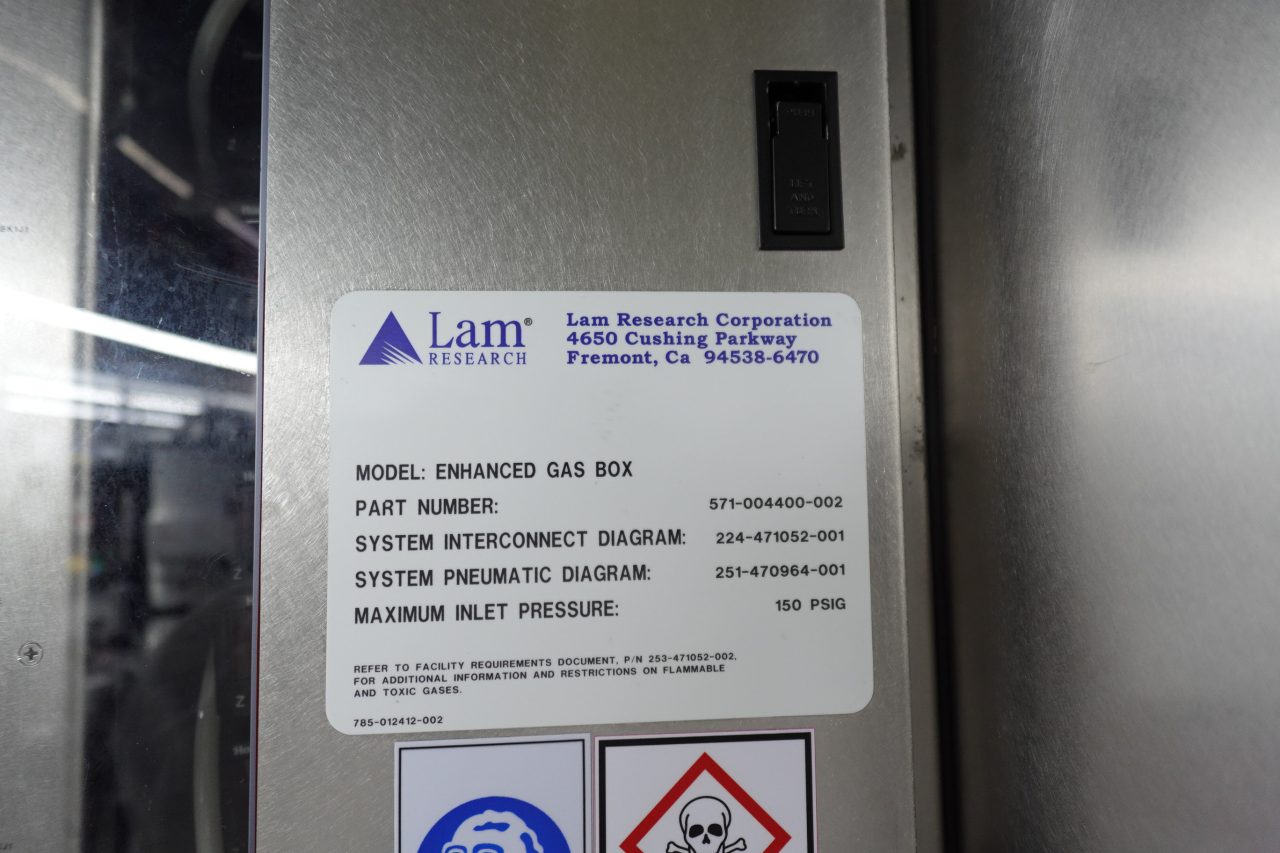 PRESS
Lam®
RESEARCH
Lam Research Corporation
4650 Cushing Parkway
Fremont, Ca 94538-6470
MODEL: ENHANCED GAS BOX
PART NUMBER: 571-004400-002
SYSTEM INTERCONNECT DIAGRAM: 224-471052-001
SYSTEM PNEUMATIC DIAGRAM: 251-470964-001
MAXIMUM INLET PRESSURE: 150 PSIG
REFER TO FACILITY REQUIREMENTS DOCUMENT, P/N 253-471052-002,
FOR ADDITIONAL INFORMATION AND RESTRICTIONS ON FLAMMABLE
AND TOXIC GASES.
785-012412-002